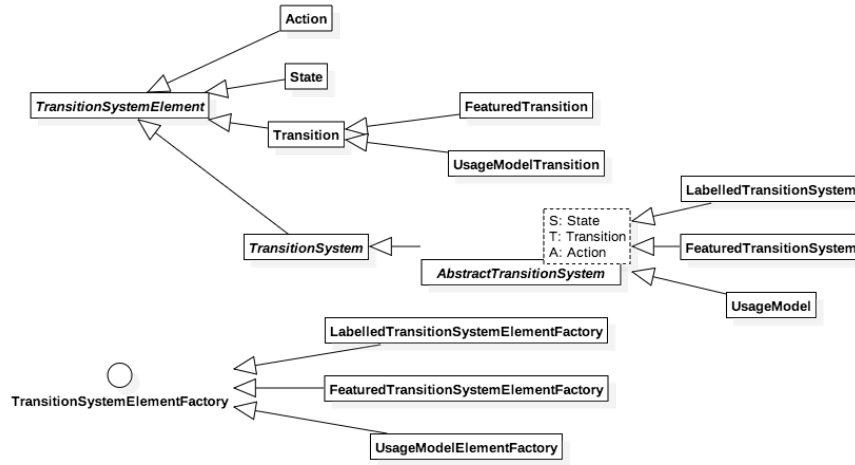 Action
State
TransitionSystemElement
FeaturedTransition
Transition
UsageModelTransition
LabelledTransitionSystem
S: State
T: Transition
A: Action
TransitionSystem
FeaturedTransitionSystem
AbstractTransitionSystem
UsageModel
LabelledTransitionSystemElementFactory
FeaturedTransitionSystemElementFactory
TransitionSystemElementFactory
UsageModelElementFactory